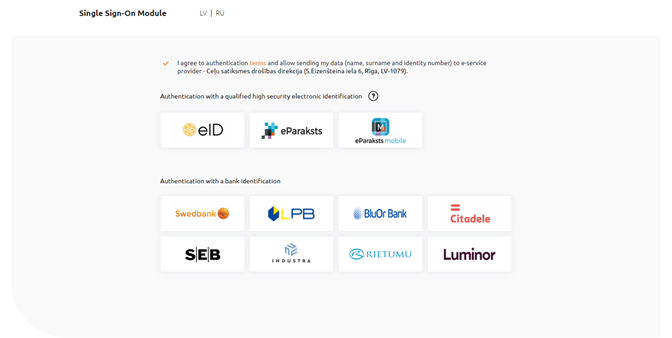 Single Sign-On Module
LV | RU
I agree to authentication terms and allow sending my data (name, surname and identity number) to e-service
provider - Ceļu satiksmes drošības direkcija (S.Eizenšteina iela 6, Rīga, LV-1079).
Authentication with a qualified high security electronic identification ?
eID
eParaksts
M
eParaksts mobile
Authentication with a bank identification
Swedbank
LPB
BluOr Bank
Citadele
SEB
INDUSTRA
RIETUMU
Luminor